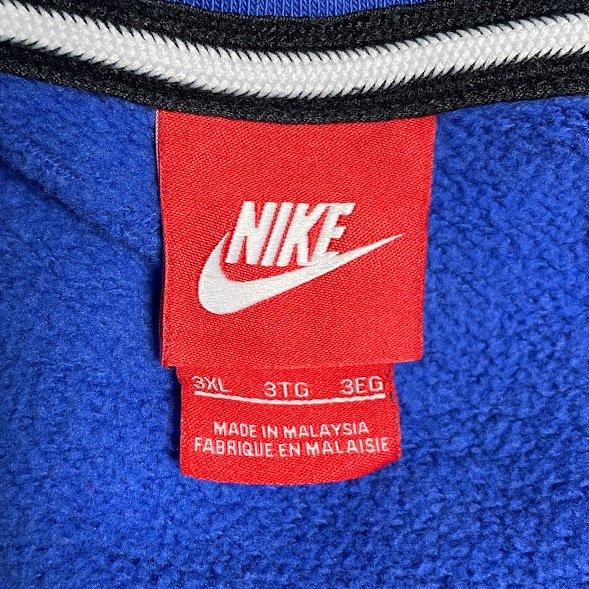 NIKE
3XL 3TG 3EG
MADE IN MALAYSIA
FABRIQUE EN MALAISIE